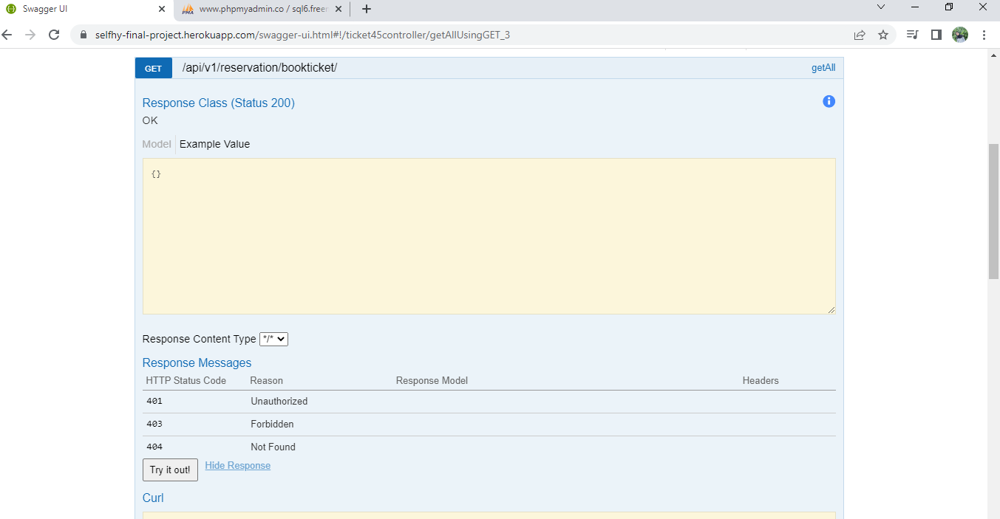 Swagger UI
PMA www.phpmyadmin.co / sql6.freen
selfhy-final-project.herokuapp.com/swagger-ui.html#!/ticket45controller/getAllUsingGET_3
GET /api/v1/reservation/bookticket/ getAll
Response Class (Status 200)
OK
Model Example Value
{}
Response Content Type */*
Response Messages
HTTP Status Code Reason Response Model Headers
401 Unauthorized
403 Forbidden
404 Not Found
Try it out! Hide Response
Curl